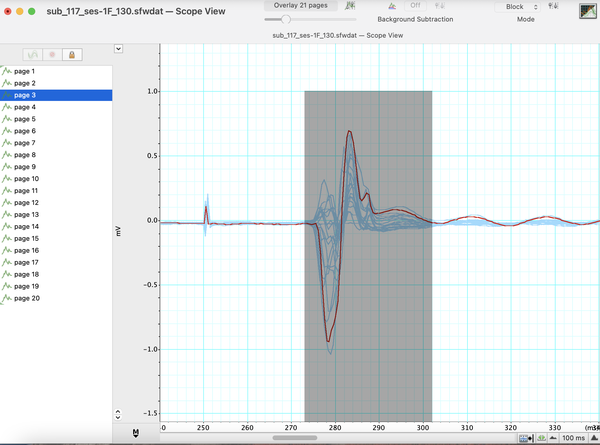 sub_117_ses-1F_130.sfwdat — Scope View
Overlay 21 pages
Off
Block
Background Subtraction
Mode
sub_117_ses-1F_130.sfwdat — Scope View
page 1
page 2
page 3
page 4
page 5
page 6
page 7
page 8
page 9
page 10
page 11
page 12
page 13
page 14
page 15
page 16
page 17
page 18
page 19
page 20
1.0
0.5
0.0
mV
−0.5
−1.0
−1.5
250
260
270
280
290
300
310
320
330
M
100 ms